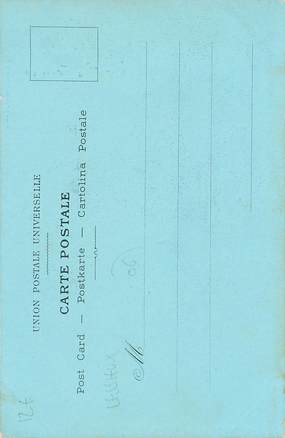 UNION POSTALE UNIVERSELLE
CARTE POSTALE
Post Card — Postkarte — Cartolina Postale
M